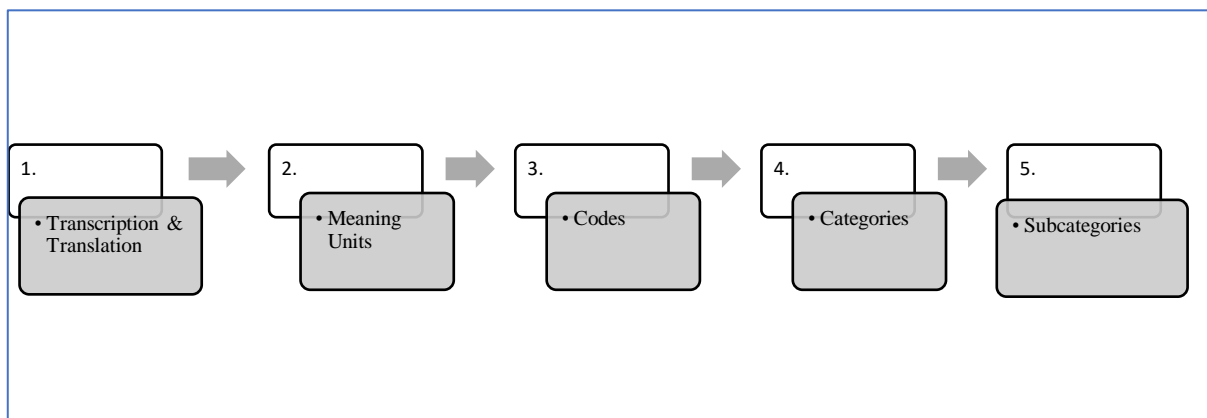 1.
• Transcription &
Translation
2.
• Meaning
Units
3.
• Codes
4.
• Categories
5.
• Subcategories